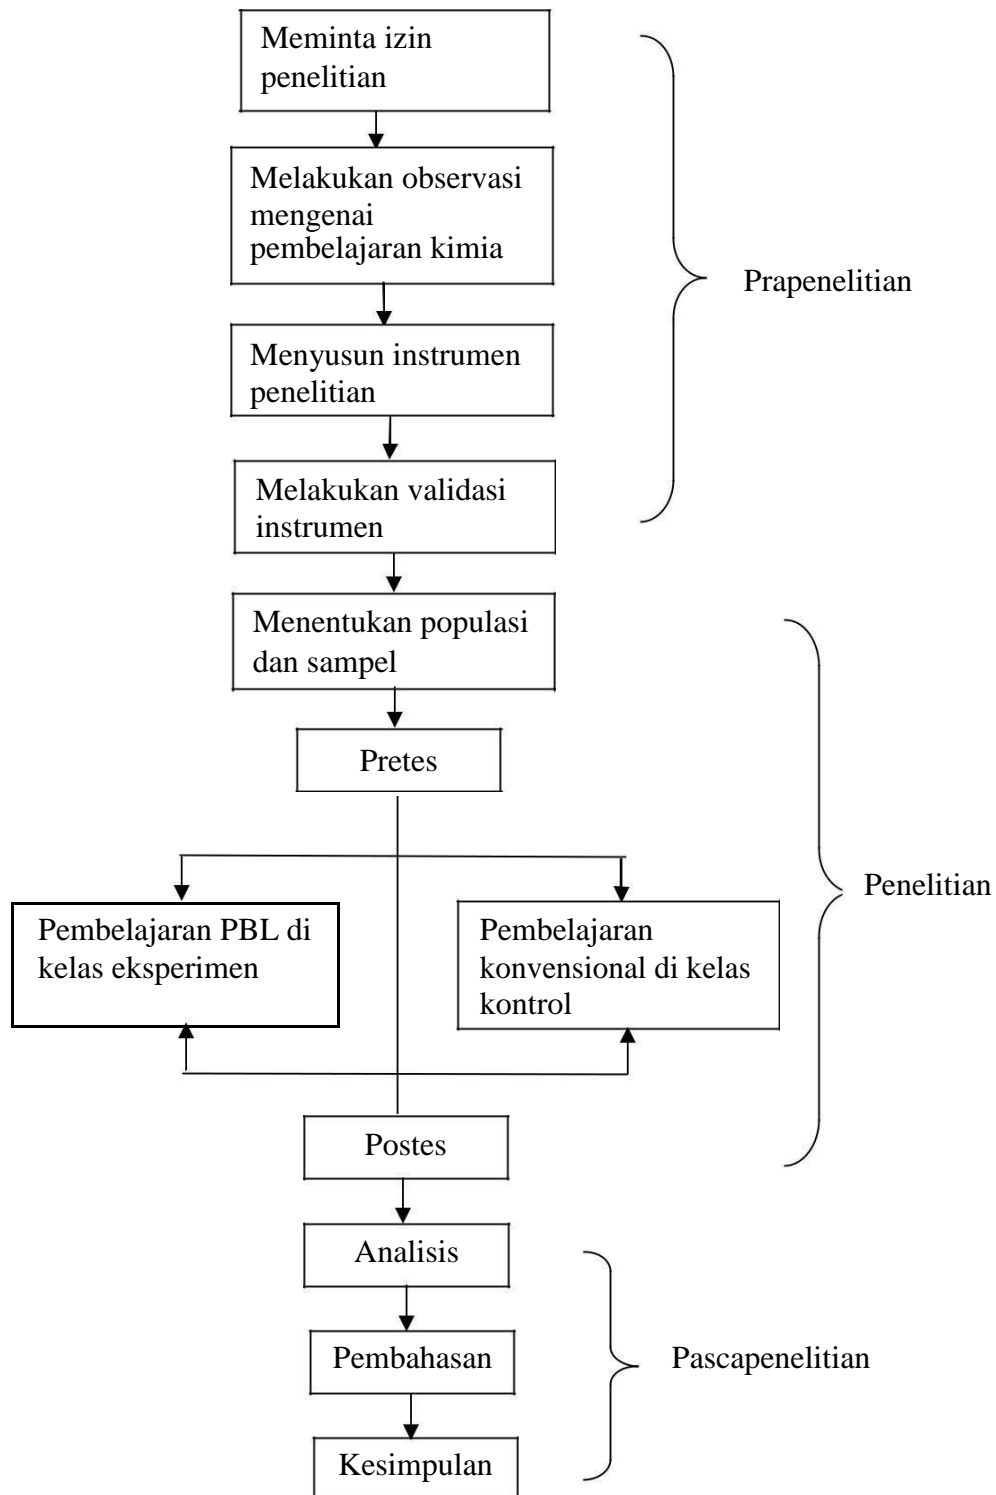 Meminta izin
penelitian
Melakukan observasi
mengenai
pembelajaran kimia
Prapenelitian
Menyusun instrumen
penelitian
Melakukan validasi
instrumen
Menentukan populasi
dan sampel
Pretes
Penelitian
Pembelajaran PBL di
kelas eksperimen
Pembelajaran
konvensional di kelas
kontrol
Postes
Analisis
Pembahasan
Pascapenelitian
Kesimpulan